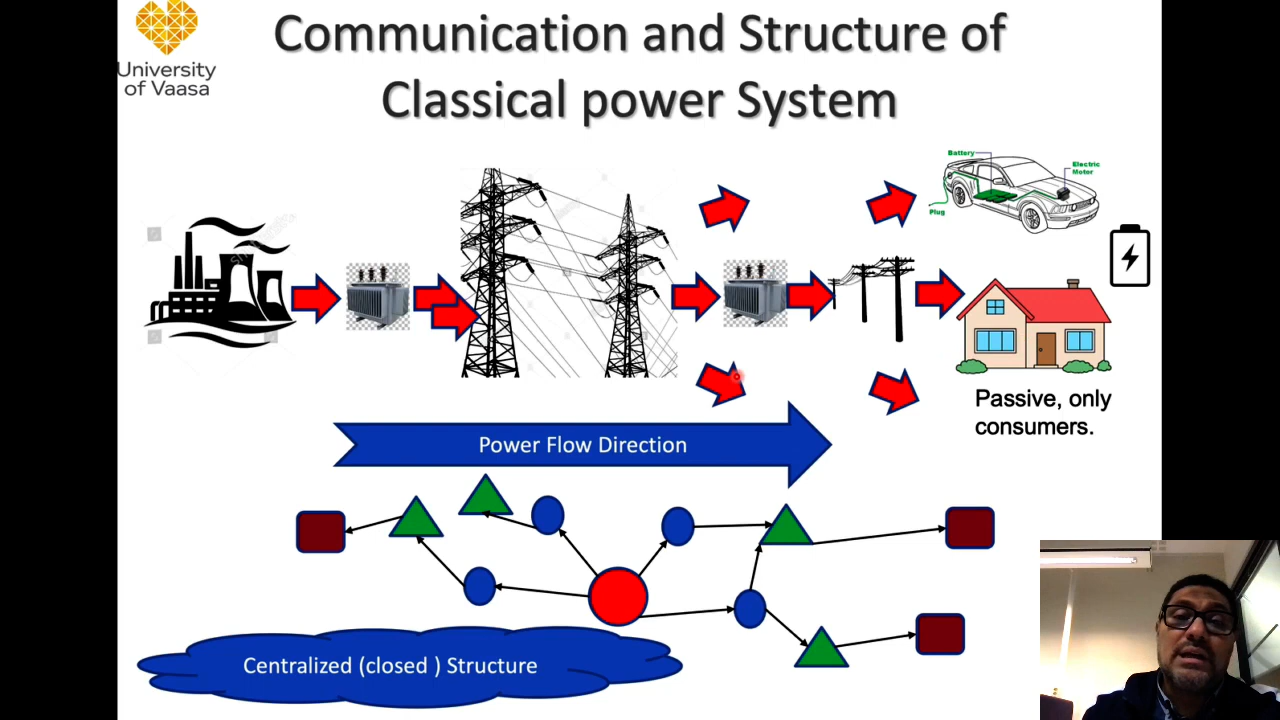 Communication and Structure of
Classical power System
University
of Vaasa
Battery
Electric
Motor
Plug
Passive, only
consumers.
Power Flow Direction
Centralized (closed ) Structure